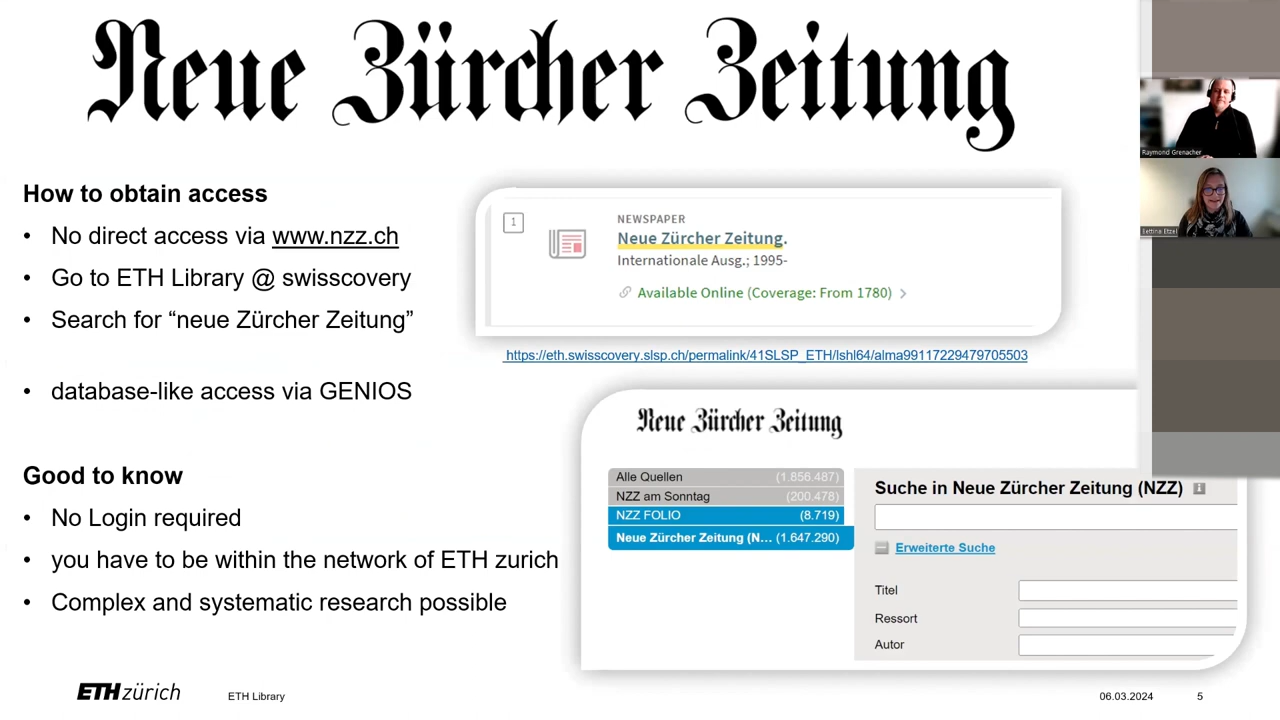 Neue Zürcher Zeitung
How to obtain access
• No direct access via www.nzz.ch
• Go to ETH Library @ swisscovery
• Search for “neue Zürcher Zeitung”
• database-like access via GENIOS
Good to know
• No Login required
• you have to be within the network of ETH zurich
• Complex and systematic research possible
1
NEWSPAPER
Neue Zürcher Zeitung.
Internationale Ausg.; 1995-
Available Online (Coverage: From 1780)
https://eth.swisscovery.slsp.ch/permalink/41SLSP_ETH/lshl64/alma99117229479705503
Neue Zürcher Zeitung
Alle Quellen (1.856.487)
NZZ am Sonntag (200.478)
NZZ FOLIO (8.719)
Neue Zürcher Zeitung (N... (1.647.290)
Suche in Neue Zürcher Zeitung (NZZ) i
Erweiterte Suche
Titel
Ressort
Autor
Raymond Grenacher
Bettina Etzel
ETH zürich
ETH Library
06.03.2024
5